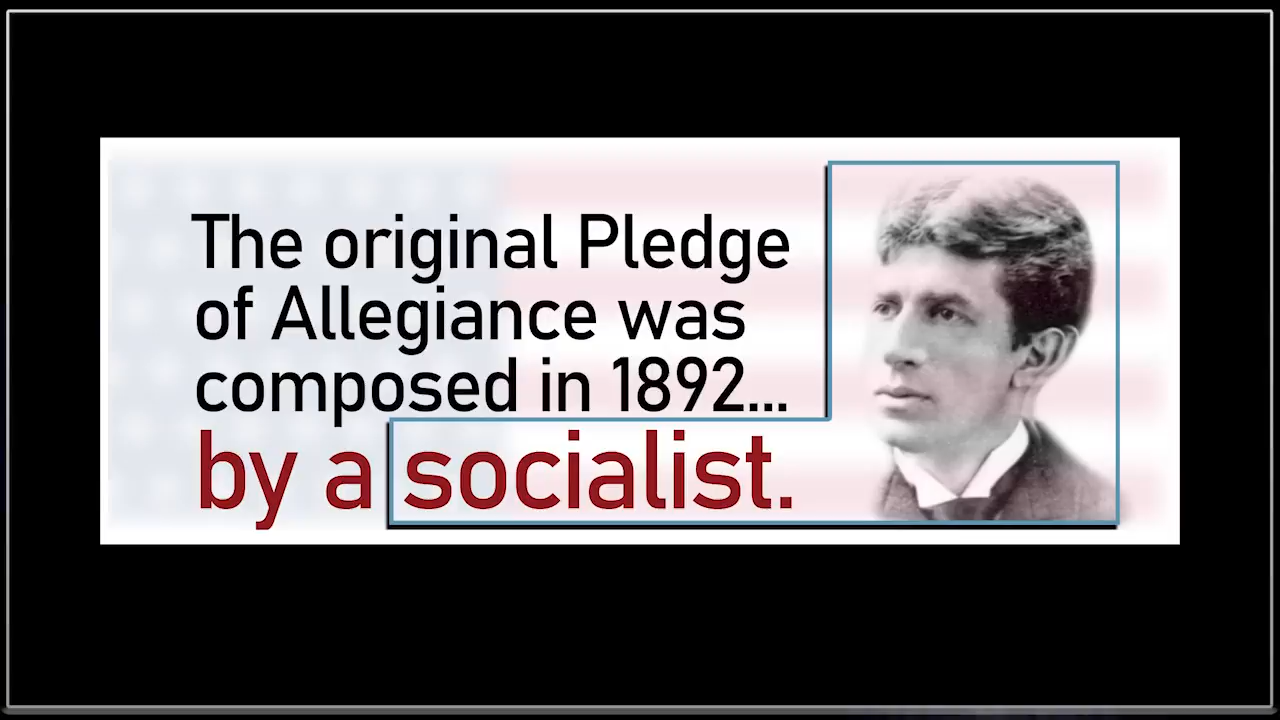 The original Pledge
of Allegiance was
composed in 1892...
by a socialist.